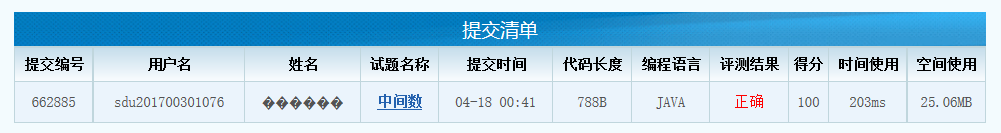 提交清单
提交编号 用户名 姓名 试题名称 提交时间 代码长度 编程语言 评测结果 得分 时间使用 空间使用
662885 sdu201700301076 ������ 中间数 04-18 00:41 788B JAVA 正确 100 203ms 25.06MB